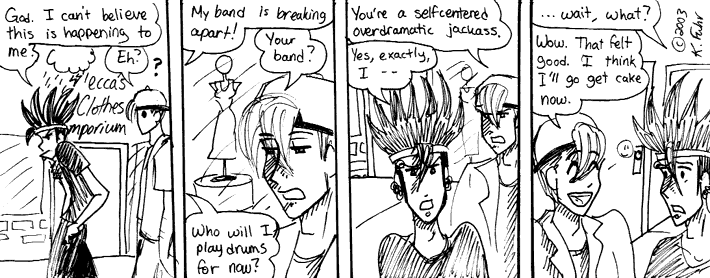 God. I can't believe
this is happening to
me.
Eh?
?
ecca's
Clothes
mporium
My band is breaking
apart!
Your
band?
Who will I
play drums
for now?
You're a selfcentered
overdramatic jackass.
Yes, exactly,
I --
...wait, what?
Wow. That felt
good. I think
I'll go get cake
now.
©2003
K. Fuhr